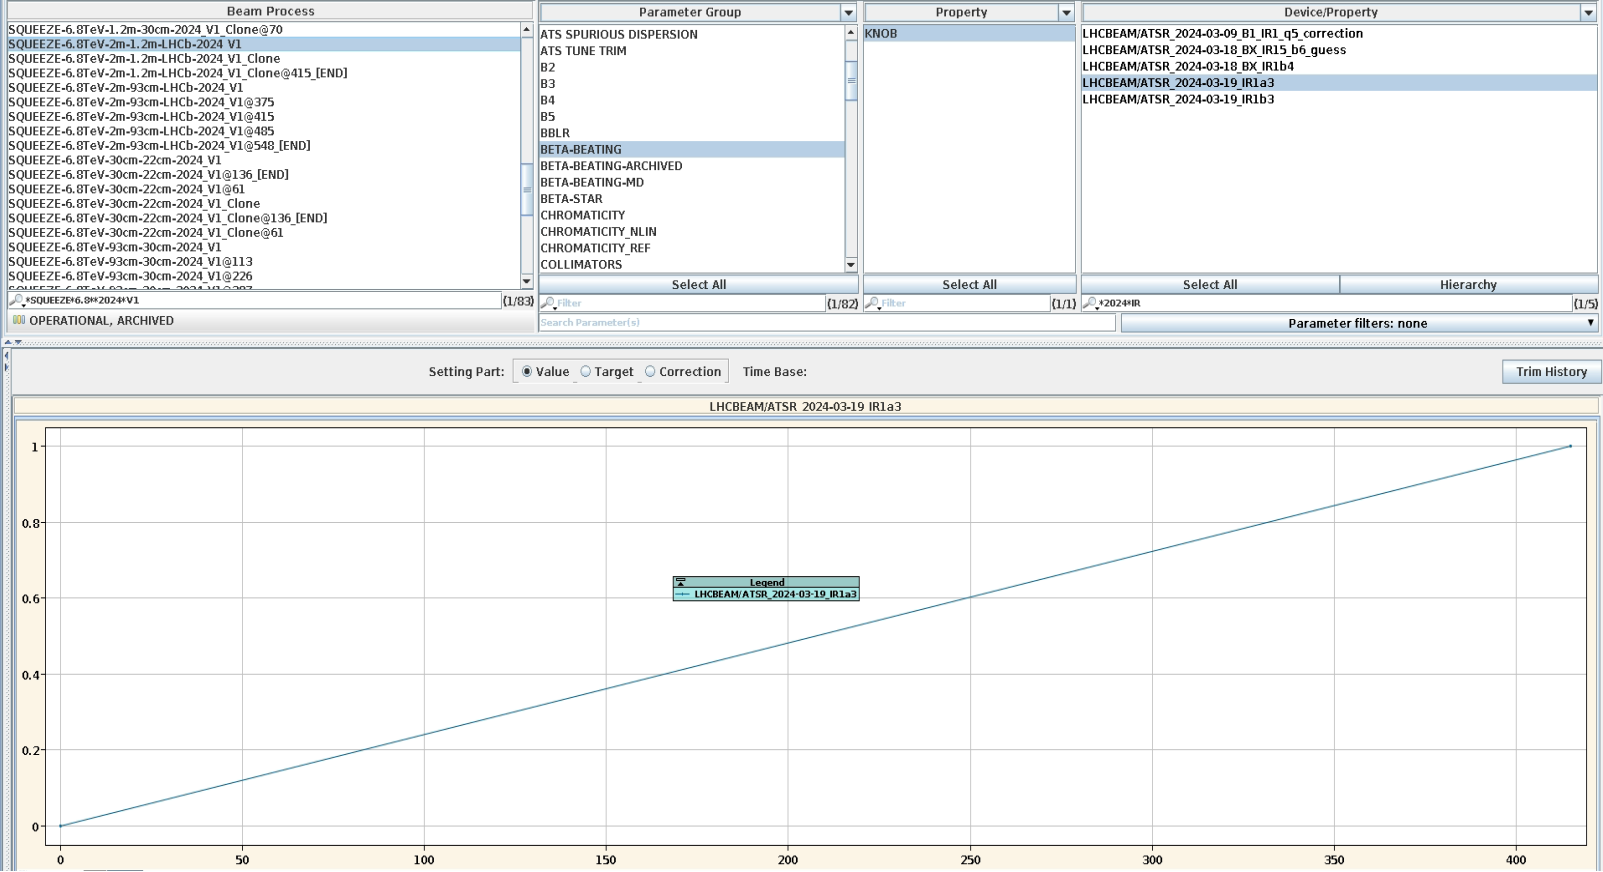 Beam Process
SQUEEZE-6.8TeV-1.2m-30cm-2024_V1_Clone@70
SQUEEZE-6.8TeV-2m-1.2m-LHCb-2024_V1
SQUEEZE-6.8TeV-2m-1.2m-LHCb-2024_V1_Clone
SQUEEZE-6.8TeV-2m-1.2m-LHCb-2024_V1_Clone@415_[END]
SQUEEZE-6.8TeV-2m-93cm-LHCb-2024_V1
SQUEEZE-6.8TeV-2m-93cm-LHCb-2024_V1@375
SQUEEZE-6.8TeV-2m-93cm-LHCb-2024_V1@415
SQUEEZE-6.8TeV-2m-93cm-LHCb-2024_V1@485
SQUEEZE-6.8TeV-2m-93cm-LHCb-2024_V1@548_[END]
SQUEEZE-6.8TeV-30cm-22cm-2024_V1
SQUEEZE-6.8TeV-30cm-22cm-2024_V1@136_[END]
SQUEEZE-6.8TeV-30cm-22cm-2024_V1@61
SQUEEZE-6.8TeV-30cm-22cm-2024_V1_Clone
SQUEEZE-6.8TeV-30cm-22cm-2024_V1_Clone@136_[END]
SQUEEZE-6.8TeV-30cm-22cm-2024_V1_Clone@61
SQUEEZE-6.8TeV-93cm-30cm-2024_V1
SQUEEZE-6.8TeV-93cm-30cm-2024_V1@113
SQUEEZE-6.8TeV-93cm-30cm-2024_V1@226
*SQUEEZE*6.8**2024*V1 (1/83)
OPERATIONAL, ARCHIVED
Parameter Group
ATS SPURIOUS DISPERSION
ATS TUNE TRIM
B2
B3
B4
B5
BBLR
BETA-BEATING
BETA-BEATING-ARCHIVED
BETA-BEATING-MD
BETA-STAR
CHROMATICITY
CHROMATICITY_NLIN
CHROMATICITY_REF
COLLIMATORS
Select All
Filter (1/82)
Property
KNOB
Select All
Filter (1/1)
Device/Property
LHCBEAM/ATSR_2024-03-09_B1_IR1_q5_correction
LHCBEAM/ATSR_2024-03-18_BX_IR15_b6_guess
LHCBEAM/ATSR_2024-03-18_BX_IR1b4
LHCBEAM/ATSR_2024-03-19_IR1a3
LHCBEAM/ATSR_2024-03-19_IR1b3
Select All Hierarchy
*2024*IR (1/5)
Search Parameter(s)
Parameter filters: none
Setting Part: Value Target Correction Time Base:
Trim History
LHCBEAM/ATSR 2024-03-19 IR1a3
1
0.8
0.6
0.4
0.2
0
Legend
LHCBEAM/ATSR_2024-03-19_IR1a3
0 50 100 150 200 250 300 350 400